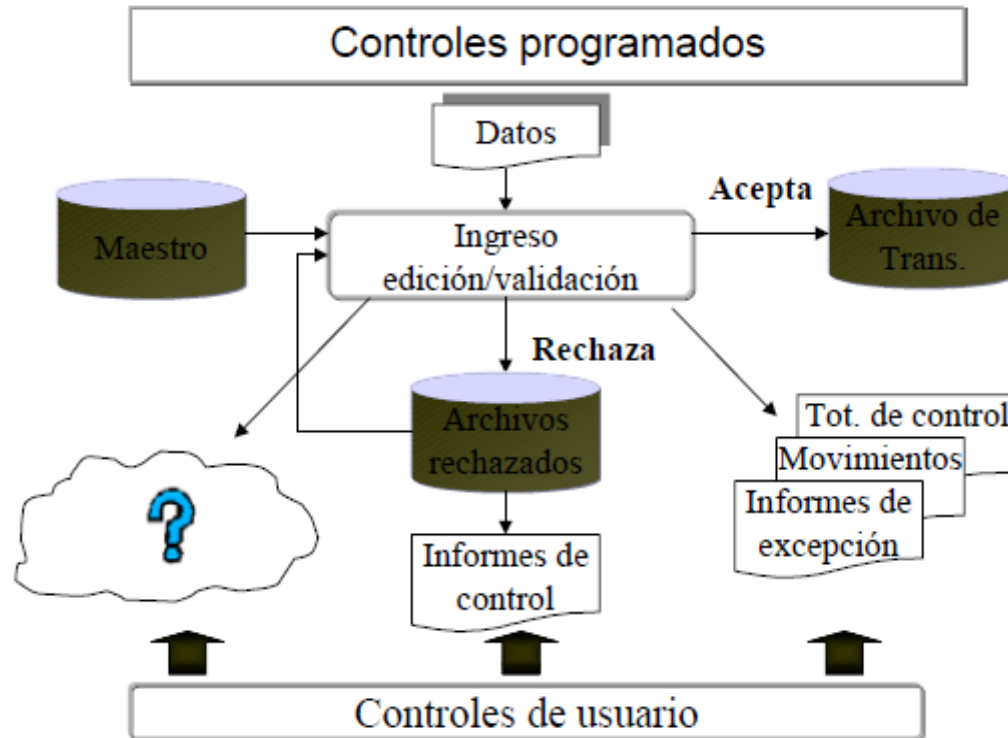 Controles programados
Datos
Acepta
Maestro
Ingreso
edición/validación
Archivo de
Trans.
Rechaza
Archivos
rechazados
Tot. de control
Movimientos
Informes de
excepción
?
Informes de
control
Controles de usuario